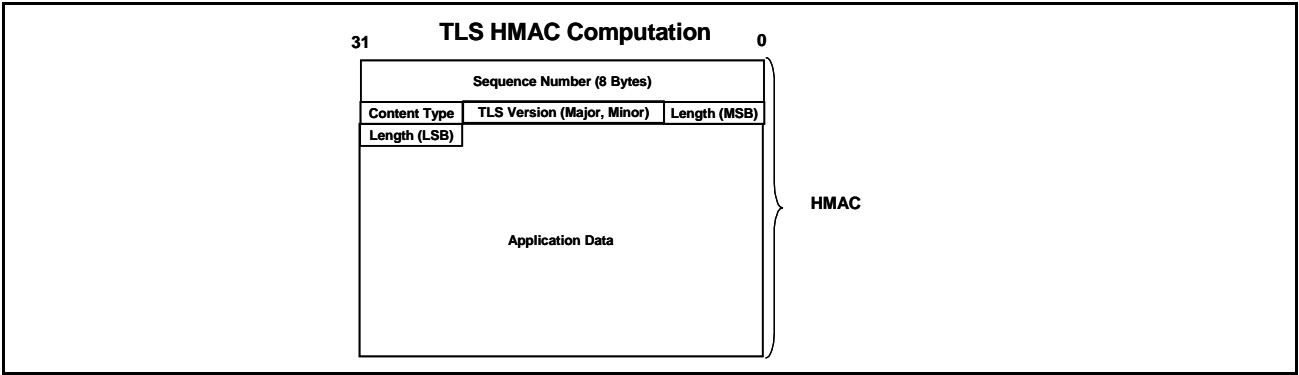 TLS HMAC Computation
31 0
Sequence Number (8 Bytes)
Content Type TLS Version (Major, Minor) Length (MSB)
Length (LSB)
HMAC
Application Data